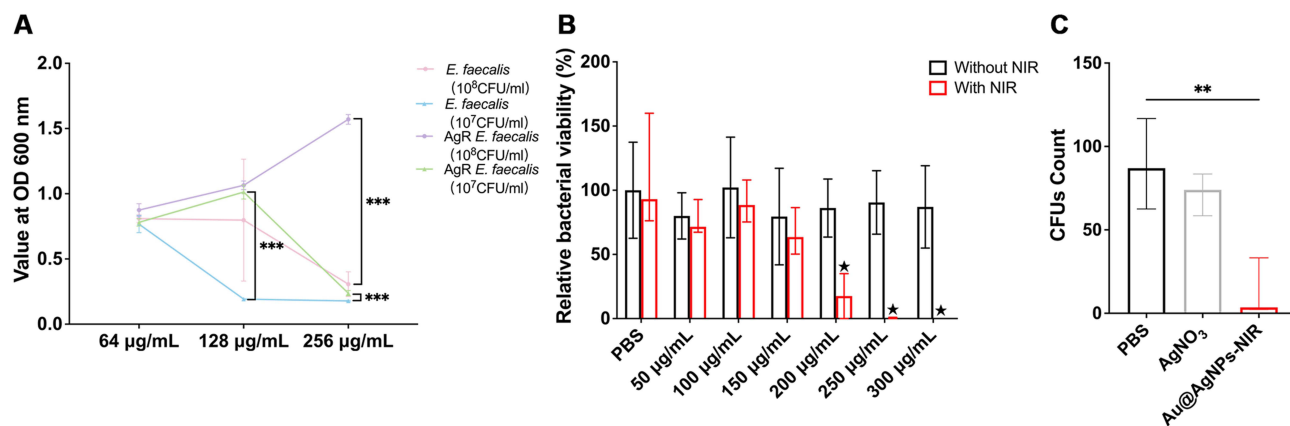 A
Value at OD 600 nm
2.0
1.5
1.0
0.5
0.0
64 μg/mL
128 μg/mL
256 μg/mL
***
***
***
E. faecalis
(10⁸CFU/ml)
E. faecalis
(10⁷CFU/ml)
AgR E. faecalis
(10⁸CFU/ml)
AgR E. faecalis
(10⁷CFU/ml)
B
Relative bacterial viability (%)
200
150
100
50
0
PBS
50 μg/mL
100 μg/mL
150 μg/mL
200 μg/mL
250 μg/mL
300 μg/mL
★
★
★
Without NIR
With NIR
C
CFUs Count
150
100
50
0
**
PBS
AgNO₃
Au@AgNPs-NIR